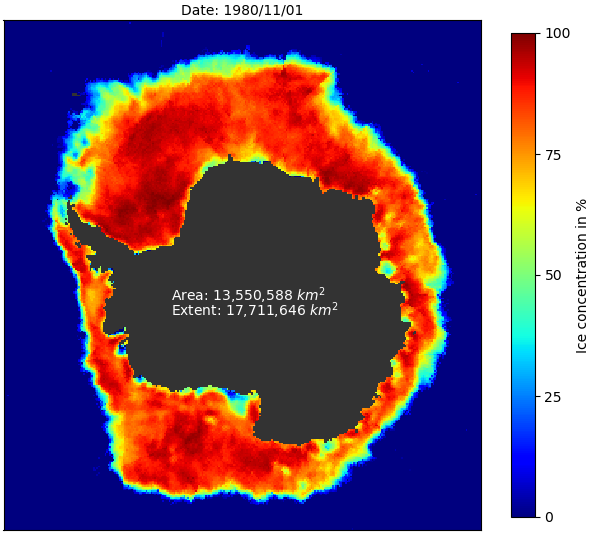 Date: 1980/11/01
100
75
50
25
0
Ice concentration in %
Area: 13,550,588 km²
Extent: 17,711,646 km²